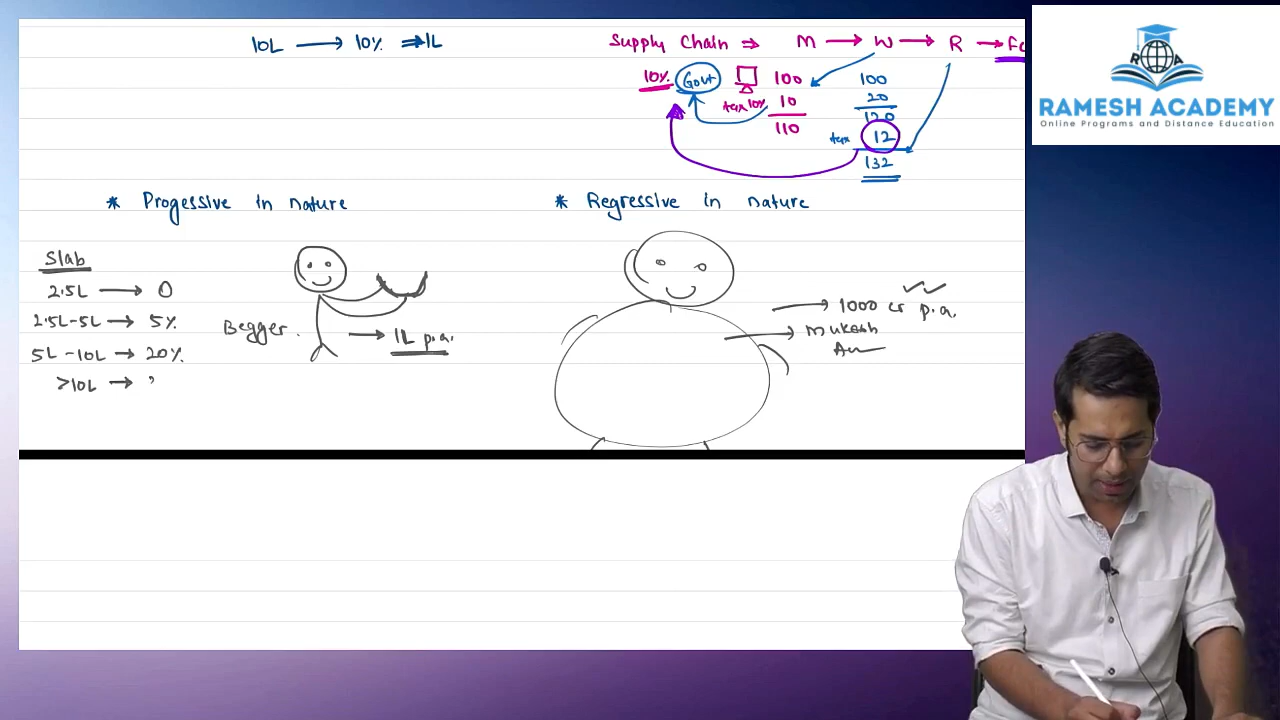 10L → 10% ⇒ 1L
Supply Chain ⇒ M → W → R →
10% Govt 100
tax 10% 10
110
100
20
120
tax 12
132
* Progessive in nature
Slab
2.5L → 0
2.5L-5L → 5%
5L-10L → 20%
>10L →
Begger. → 1L p.a.
* Regressive in nature
→ 1000 cr p.a.
→ Mukesh
RA
RAMESH ACADEMY
Online Programs and Distance Education